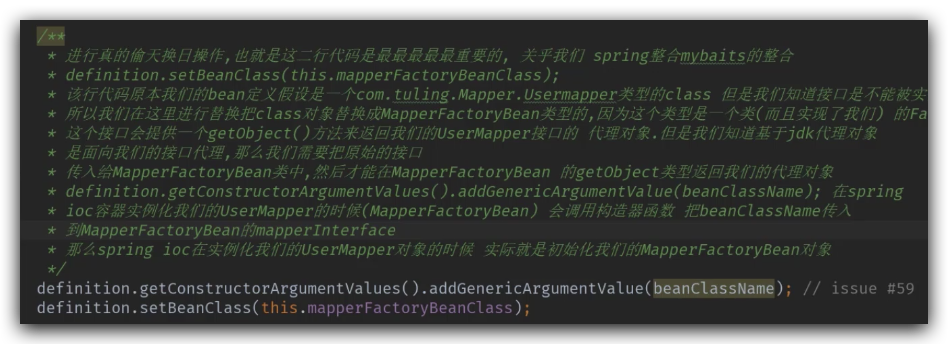 /**
* 进行真的偷天换日操作,也就是这二行代码是最最最最最重要的, 关乎我们 spring整合mybaits的整合
* definition.setBeanClass(this.mapperFactoryBeanClass);
* 该行代码原本我们的bean定义假设是一个com.tuling.Mapper.Usermapper类型的class 但是我们知道接口是不能被实
* 所以我们在这里进行替换把class对象替换成MapperFactoryBean类型的,因为这个类型是一个类(而且实现了我们) 的Fa
* 这个接口会提供一个getObject()方法来返回我们的UserMapper接口的 代理对象.但是我们知道基于jdk代理对象
* 是面向我们的接口代理,那么我们需要把原始的接口
* 传入给MapperFactoryBean类中,然后才能在MapperFactoryBean 的getObject类型返回我们的代理对象
* definition.getConstructorArgumentValues().addGenericArgumentValue(beanClassName); 在spring
* ioc容器实例化我们的UserMapper的时候(MapperFactoryBean) 会调用构造器函数 把beanClassName传入
* 到MapperFactoryBean的mapperInterface
* 那么spring ioc在实例化我们的UserMapper对象的时候 实际就是初始化我们的MapperFactoryBean对象
*/
definition.getConstructorArgumentValues().addGenericArgumentValue(beanClassName); // issue #59
definition.setBeanClass(this.mapperFactoryBeanClass);